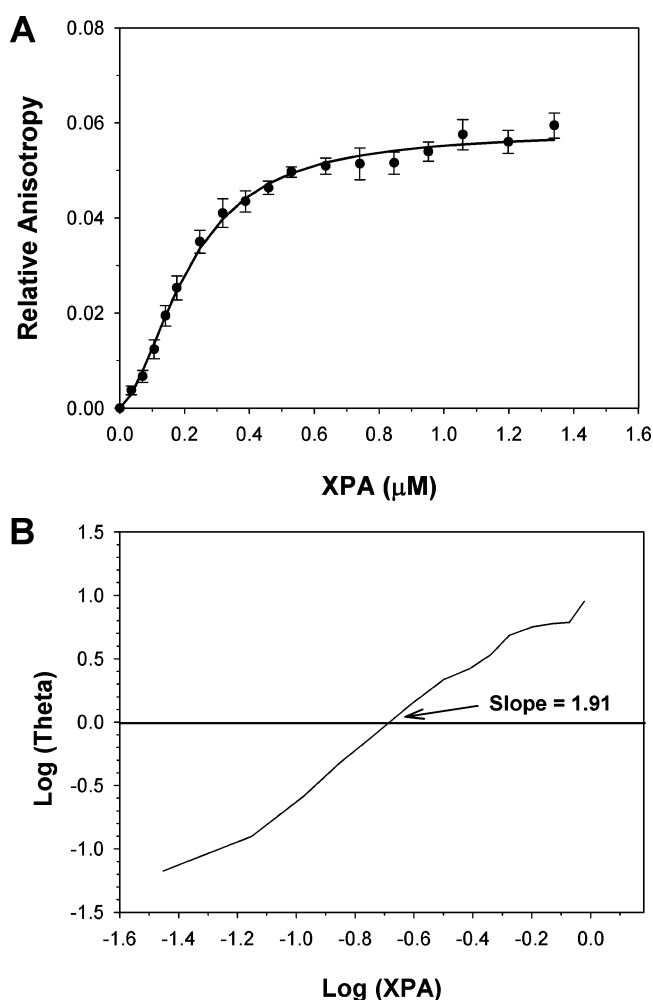 A
0.08
0.06
0.04
0.02
0.00
Relative Anisotropy
0.0 0.2 0.4 0.6 0.8 1.0 1.2 1.4 1.6
XPA (μM)
B
1.5
1.0
0.5
0.0
-0.5
-1.0
-1.5
Log (Theta)
Slope = 1.91
-1.6 -1.4 -1.2 -1.0 -0.8 -0.6 -0.4 -0.2 0.0
Log (XPA)